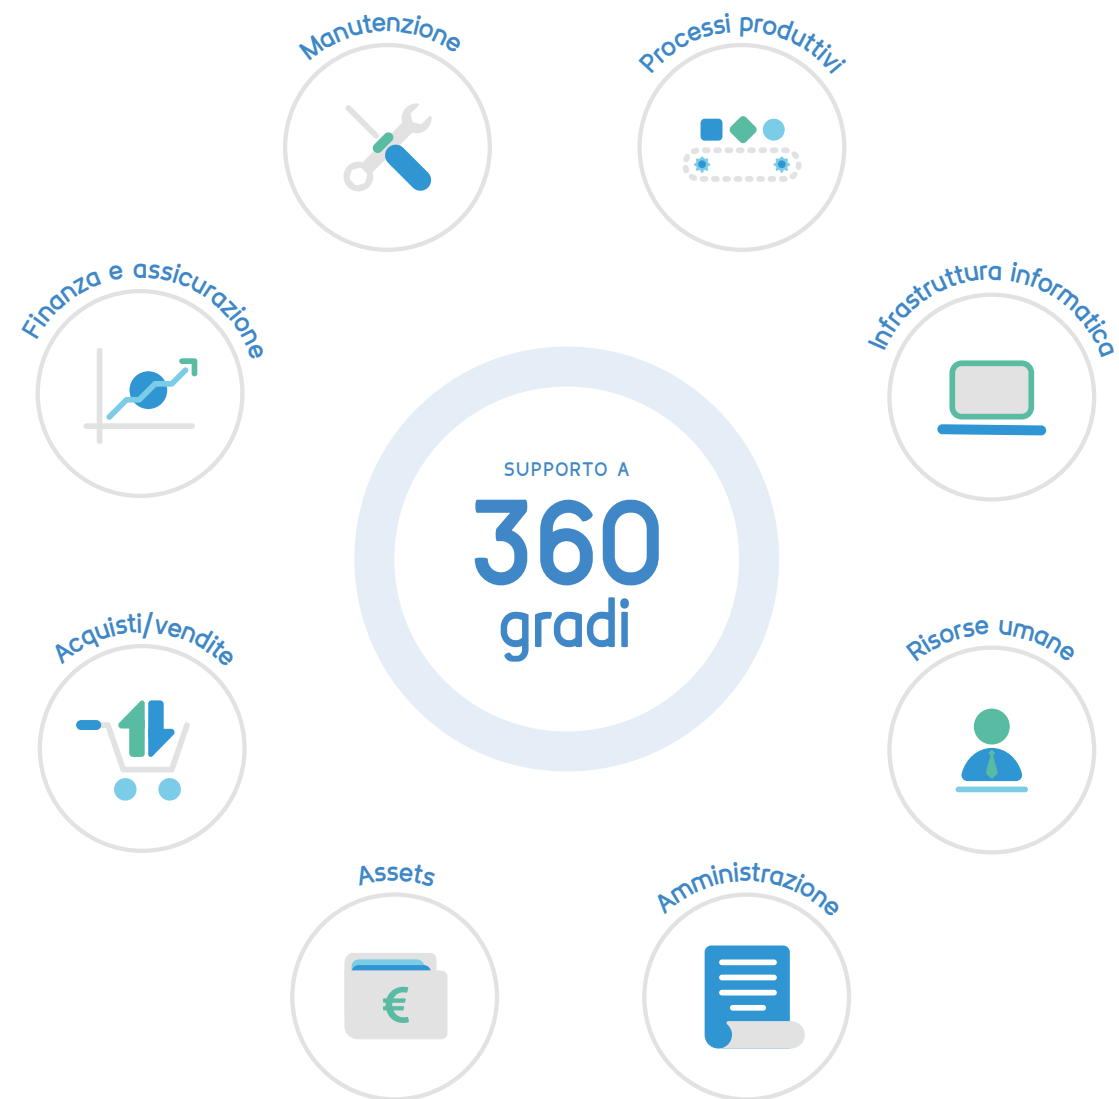 Manutenzione
Processi produttivi
Finanza e assicurazione
Infrastruttura informatica
SUPPORTO A
360
gradi
Acquisti/vendite
Risorse umane
Assets
€
Amministrazione